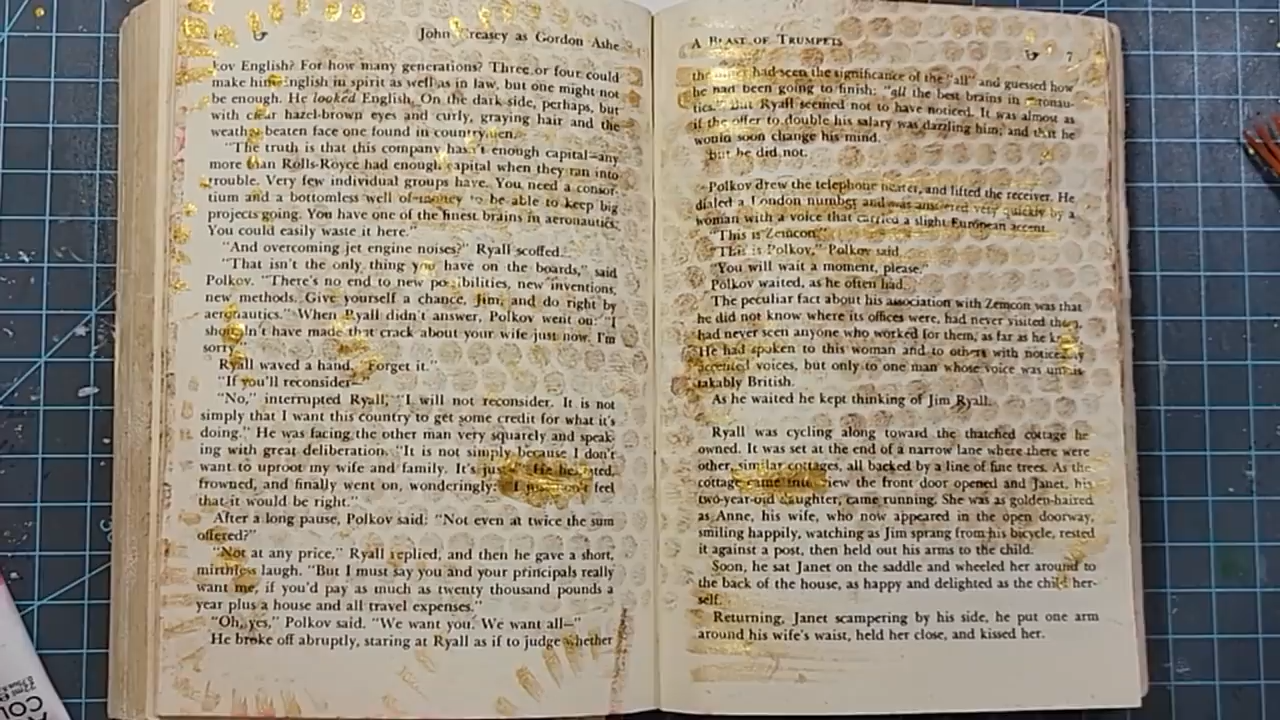 John Creasey as Gordon Ashe
kov English? For how many generations? Three or four could
make him English in spirit as well as in law, but one might not
be enough. He looked English. On the dark side, perhaps, but
with clear hazel-brown eyes and curly, graying hair and the
weather-beaten face one found in countrymen.
"The truth is that this company hasn't enough capital—any
more than Rolls-Royce had enough capital when they ran into
trouble. Very few individual groups have. You need a consor-
tium and a bottomless well of money to be able to keep big
projects going. You have one of the finest brains in aeronautics.
You could easily waste it here."
"And overcoming jet engine noises?" Ryall scoffed.
"That isn't the only thing you have on the boards," said
Polkov. "There's no end to new possibilities, new inventions,
new methods. Give yourself a chance, Jim, and do right by
aeronautics." When Ryall didn't answer, Polkov went on: "I
shouldn't have made that crack about your wife just now. I'm
sorry."
Ryall waved a hand. "Forget it."
"If you'll reconsider—"
"No," interrupted Ryall, "I will not reconsider. It is not
simply that I want this country to get some credit for what it's
doing." He was facing the other man very squarely and speak-
ing with great deliberation. "It is not simply because I don't
want to uproot my wife and family. It's just—" He hesitated,
frowned, and finally went on, wonderingly: "I just don't feel
that it would be right."
After a long pause, Polkov said: "Not even at twice the sum
offered?"
"Not at any price," Ryall replied, and then he gave a short,
mirthless laugh. "But I must say you and your principals really
want me, if you'd pay as much as twenty thousand pounds a
year plus a house and all travel expenses."
"Oh, yes," Polkov said. "We want you. We want all—"
He broke off abruptly, staring at Ryall as if to judge whether
A BLAST OF TRUMPETS
7
the other had seen the significance of the "all" and guessed how
he had been going to finish: "all the best brains in aeronau-
tics." But Ryall seemed not to have noticed. It was almost as
if the offer to double his salary was dazzling him; and that he
would soon change his mind.
But he did not.
Polkov drew the telephone nearer, and lifted the receiver. He
dialed a London number and was answered very quickly by a
woman with a voice that carried a slight European accent.
"This is Zemcon."
"This is Polkov," Polkov said.
"You will wait a moment, please."
Polkov waited, as he often had.
The peculiar fact about his association with Zemcon was that
he did not know where its offices were, had never visited them,
had never seen anyone who worked for them, as far as he knew.
He had spoken to this woman and to others with noticeably
accented voices, but only to one man whose voice was unmis-
takably British.
As he waited he kept thinking of Jim Ryall.
Ryall was cycling along toward the thatched cottage he
owned. It was set at the end of a narrow lane where there were
other, similar cottages, all backed by a line of fine trees. As the
cottage came into view the front door opened and Janet, his
two-year-old daughter, came running. She was as golden-haired
as Anne, his wife, who now appeared in the open doorway,
smiling happily, watching as Jim sprang from his bicycle, rested
it against a post, then held out his arms to the child.
Soon, he sat Janet on the saddle and wheeled her around to
the back of the house, as happy and delighted as the child her-
self.
Returning, Janet scampering by his side, he put one arm
around his wife's waist, held her close, and kissed her.
22ml